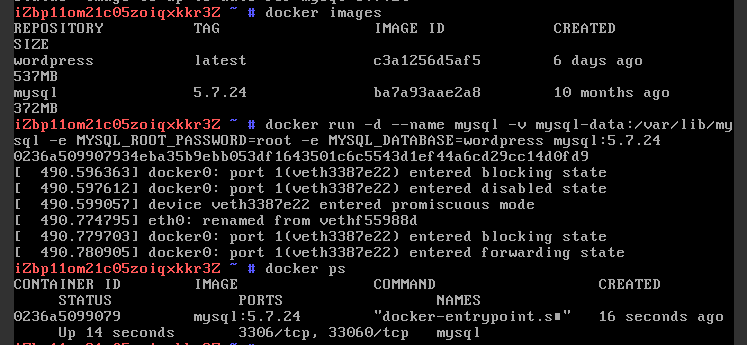 iZbp11om21c05zoiqxkkr3Z ~ # docker images
REPOSITORY TAG IMAGE ID CREATED
SIZE
wordpress latest c3a1256d5af5 6 days ago
537MB
mysql 5.7.24 ba7a93aae2a8 10 months ago
372MB
iZbp11om21c05zoiqxkkr3Z ~ # docker run -d --name mysql -v mysql-data:/var/lib/my
sql -e MYSQL_ROOT_PASSWORD=root -e MYSQL_DATABASE=wordpress mysql:5.7.24
0236a509907934eba35b9ebb053df1643501c6c5543d1ef44a6cd29cc14d0fd9
[  490.596363] docker0: port 1(veth3387e22) entered blocking state
[  490.597612] docker0: port 1(veth3387e22) entered disabled state
[  490.599057] device veth3387e22 entered promiscuous mode
[  490.774795] eth0: renamed from vethf55988d
[  490.779703] docker0: port 1(veth3387e22) entered blocking state
[  490.780905] docker0: port 1(veth3387e22) entered forwarding state
iZbp11om21c05zoiqxkkr3Z ~ # docker ps
CONTAINER ID IMAGE COMMAND CREATED
STATUS PORTS NAMES
0236a5099079 mysql:5.7.24 "docker-entrypoint.s■" 16 seconds ago
Up 14 seconds 3306/tcp, 33060/tcp mysql